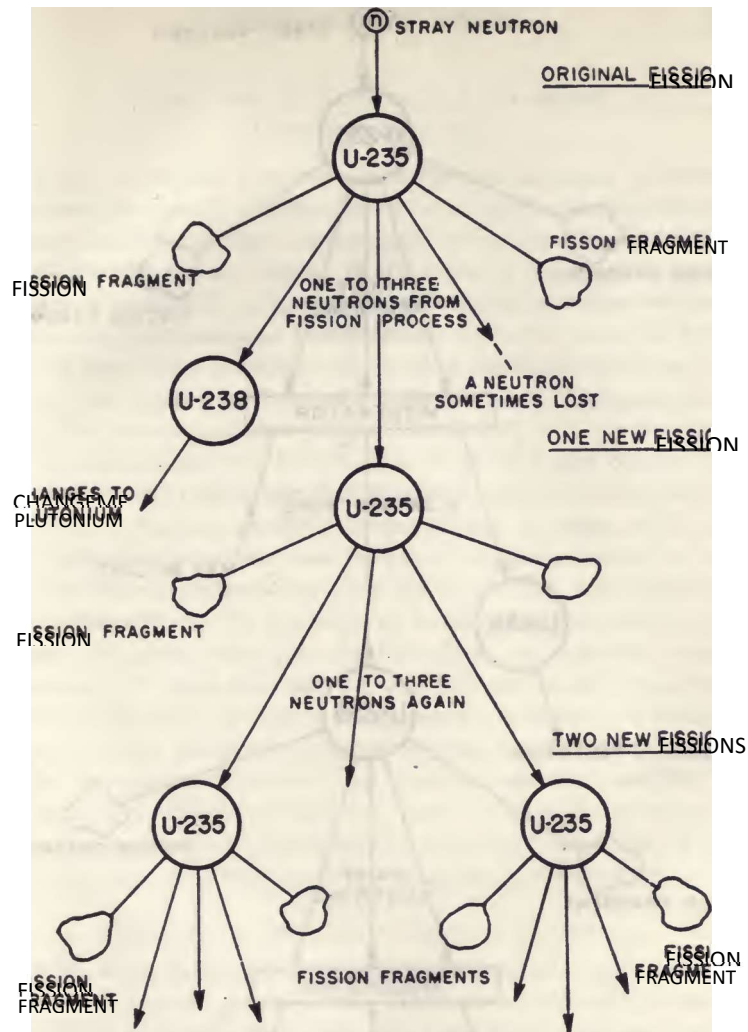 n STRAY NEUTRON
ORIGINAL FISSION
U-235
FISSON FRAGMENT
FISSION FRAGMENT
ONE TO THREE
NEUTRONS FROM
FISSION PROCESS
U-238
A NEUTRON
SOMETIMES LOST
ONE NEW FISSION
CHANGES TO
PLUTONIUM
U-235
FISSION FRAGMENT
ONE TO THREE
NEUTRONS AGAIN
TWO NEW FISSIONS
U-235
U-235
FISSION
FRAGMENT
FISSION FRAGMENTS
FISSION
FRAGMENT